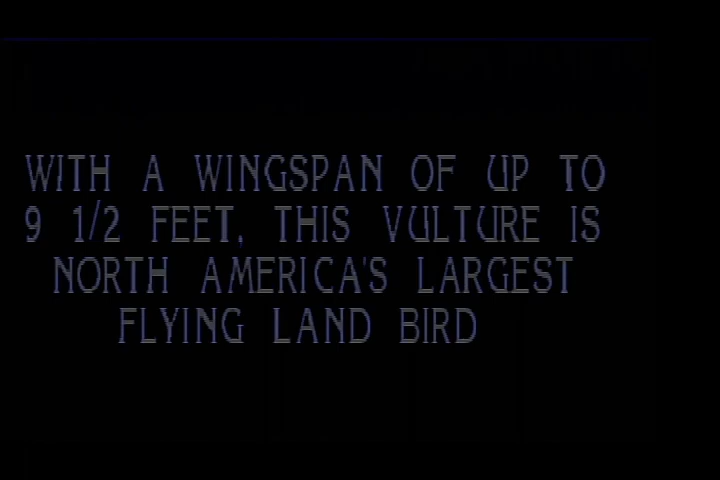 WITH A WINGSPAN OF UP TO
9 1/2 FEET, THIS VULTURE IS
NORTH AMERICA'S LARGEST
FLYING LAND BIRD